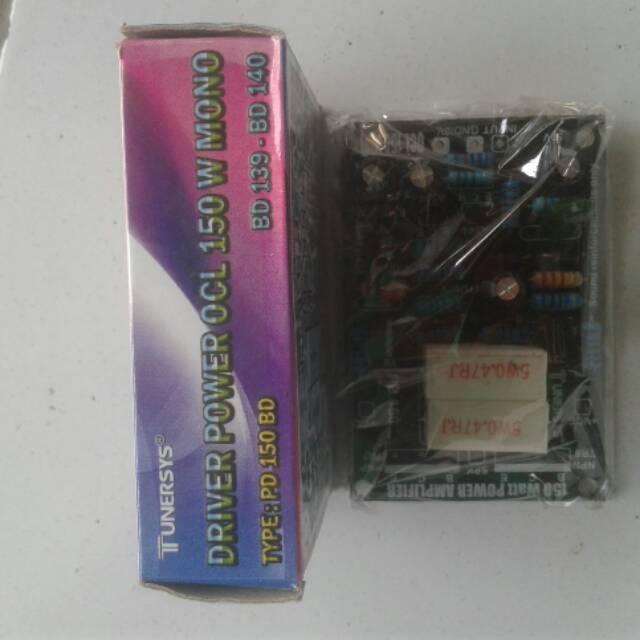 TUNERSYS®
DRIVER POWER OCL 150 W MONO
BD 139 - BD 140
TYPE: PD 150 BD
INPUT GND
5W0.47RJ
5W0.47RJ
150 Watt POWER AMPLIFIER